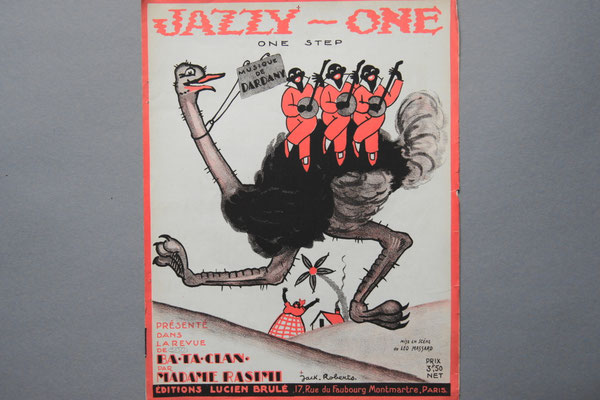 JAZZY - ONE
ONE STEP
MUSIQUE
DE
DARDANY
PRÉSENTÉ
DANS
LA REVUE
DE
BA-TA-CLAN
PAR
MADAME RASIMI
mise en scène
de LÉO MASSARD
PRIX
3F50
NET
Jack. Roberts
ÉDITIONS LUCIEN BRULÉ, 17, Rue du Faubourg Montmartre, PARIS.